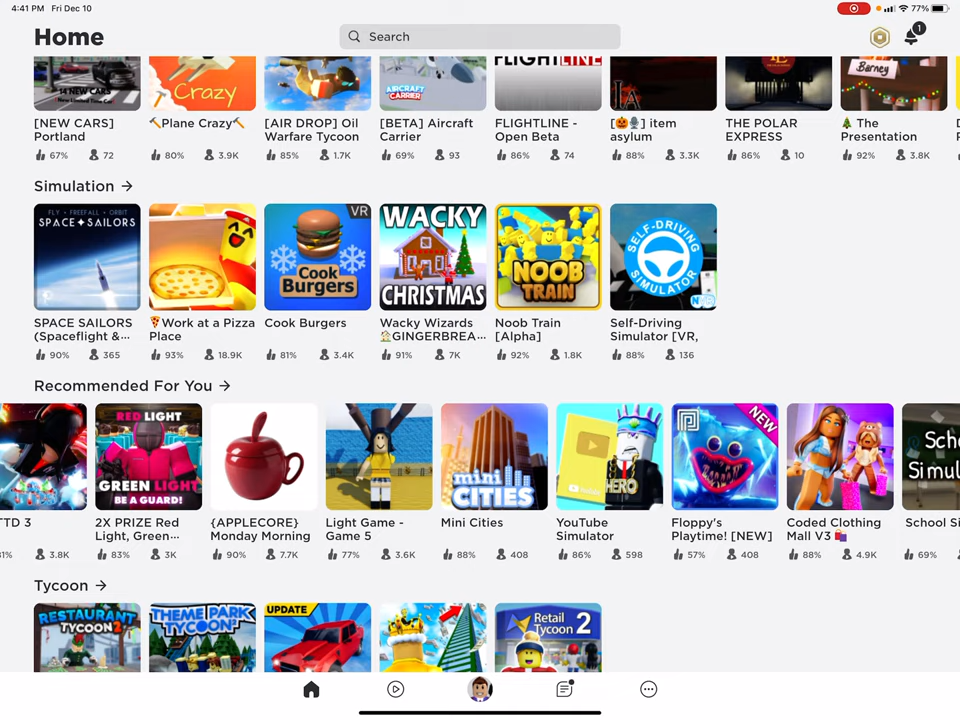 4:41 PM Fri Dec 10
77%
Home
Search
1
14 NEW CARS
Crazy
AIRCRAFT CARRIER
FLIGHTLINE
Barney
[NEW CARS] Portland
🔨Plane Crazy🔨
[AIR DROP] Oil Warfare Tycoon
[BETA] Aircraft Carrier
FLIGHTLINE - Open Beta
[🎃🎙️] item asylum
THE POLAR EXPRESS
🎄 The Presentation
67% 72
80% 3.9K
85% 1.7K
69% 93
86% 74
88% 3.3K
86% 10
92% 3.8K
Simulation →
FLY • FREEFALL • ORBIT
SPACE✦SAILORS
VR
Cook
Burgers
WACKY
CHRISTMAS
NOOB
TRAIN
SELF-DRIVING
SIMULATOR
SPACE SAILORS
(Spaceflight &...
🍕Work at a Pizza
Place
Cook Burgers
Wacky Wizards
🏠GINGERBREA...
Noob Train
[Alpha]
Self-Driving
Simulator [VR,
90% 365
93% 18.9K
81% 3.4K
91% 7K
92% 1.8K
88% 136
Recommended For You →
RED LIGHT
GREEN LIGHT
BE A GUARD!
mini
CITIES
YouTube
HERO
NEW
Sch
Simul
TTD 3
2X PRIZE Red
Light, Green...
{APPLECORE}
Monday Morning
Light Game -
Game 5
Mini Cities
YouTube
Simulator
Floppy's
Playtime! [NEW]
Coded Clothing
Mall V3 🛍️
School Si
1% 3.8K
83% 3K
90% 7.7K
77% 3.6K
88% 408
86% 598
57% 408
88% 4.9K
69%
Tycoon →
RESTAURANT
TYCOON 2
THEME PARK
TYCOON 2
UPDATE
Retail
Tycoon 2